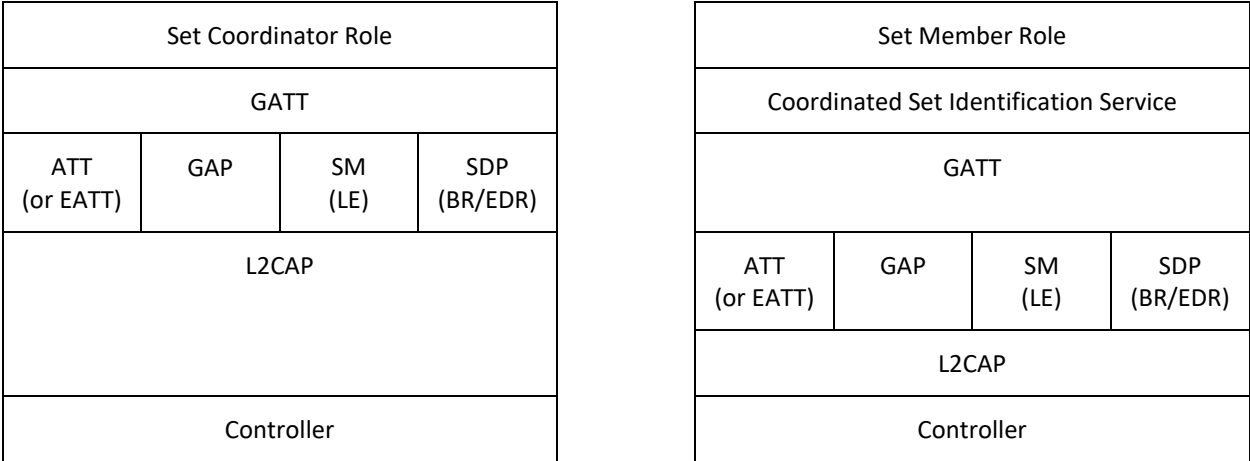 Set Coordinator Role
GATT
ATT
(or EATT)
GAP
SM
(LE)
SDP
(BR/EDR)
L2CAP
Controller
Set Member Role
Coordinated Set Identification Service
GATT
ATT
(or EATT)
GAP
SM
(LE)
SDP
(BR/EDR)
L2CAP
Controller